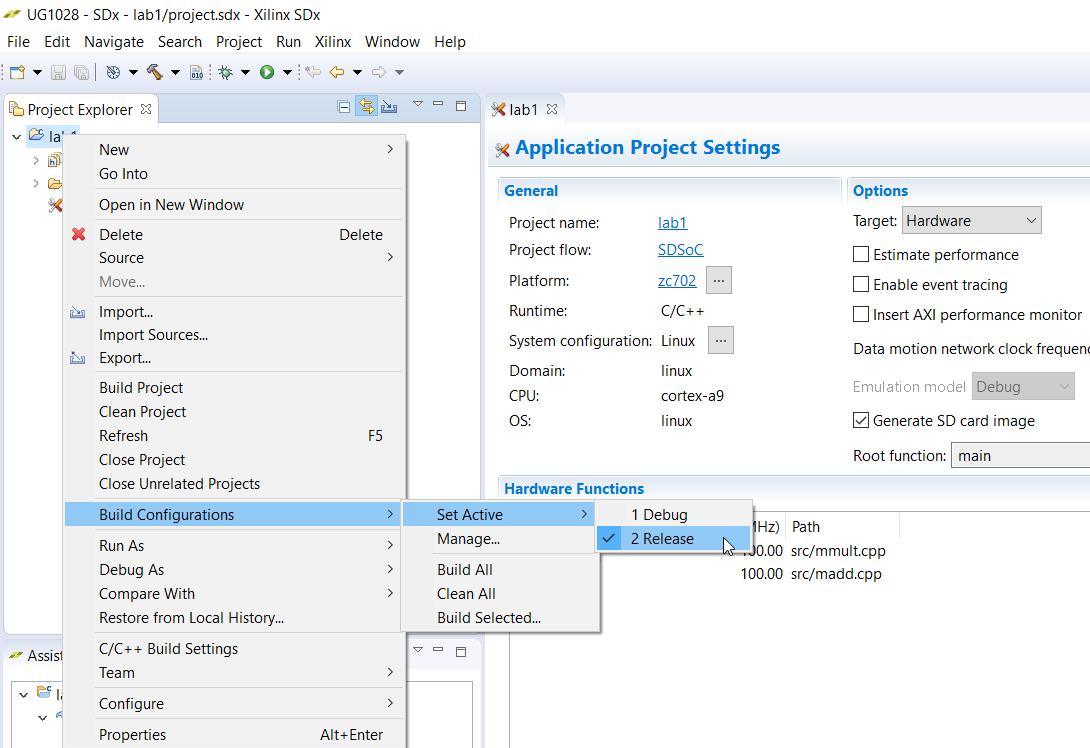 UG1028 - SDx - lab1/project.sdx - Xilinx SDx
File Edit Navigate Search Project Run Xilinx Window Help
010
Project Explorer
lab1
Application Project Settings
General
Project name: lab1
Project flow: SDSoC
Platform: zc702 ...
Runtime: C/C++
System configuration: Linux ...
Domain: linux
CPU: cortex-a9
OS: linux
Options
Target: Hardware
Estimate performance
Enable event tracing
Insert AXI performance monitor
Data motion network clock frequenc
Emulation model Debug
Generate SD card image
Root function: main
Hardware Functions
MHz) Path
100.00 src/mmult.cpp
100.00 src/madd.cpp
New
Go Into
Open in New Window
Delete Delete
Source
Move...
Import...
Import Sources...
Export...
Build Project
Clean Project
Refresh F5
Close Project
Close Unrelated Projects
Build Configurations
Run As
Debug As
Compare With
Restore from Local History...
C/C++ Build Settings
Team
Configure
Properties Alt+Enter
Set Active
Manage...
Build All
Clean All
Build Selected...
1 Debug
2 Release
Assist